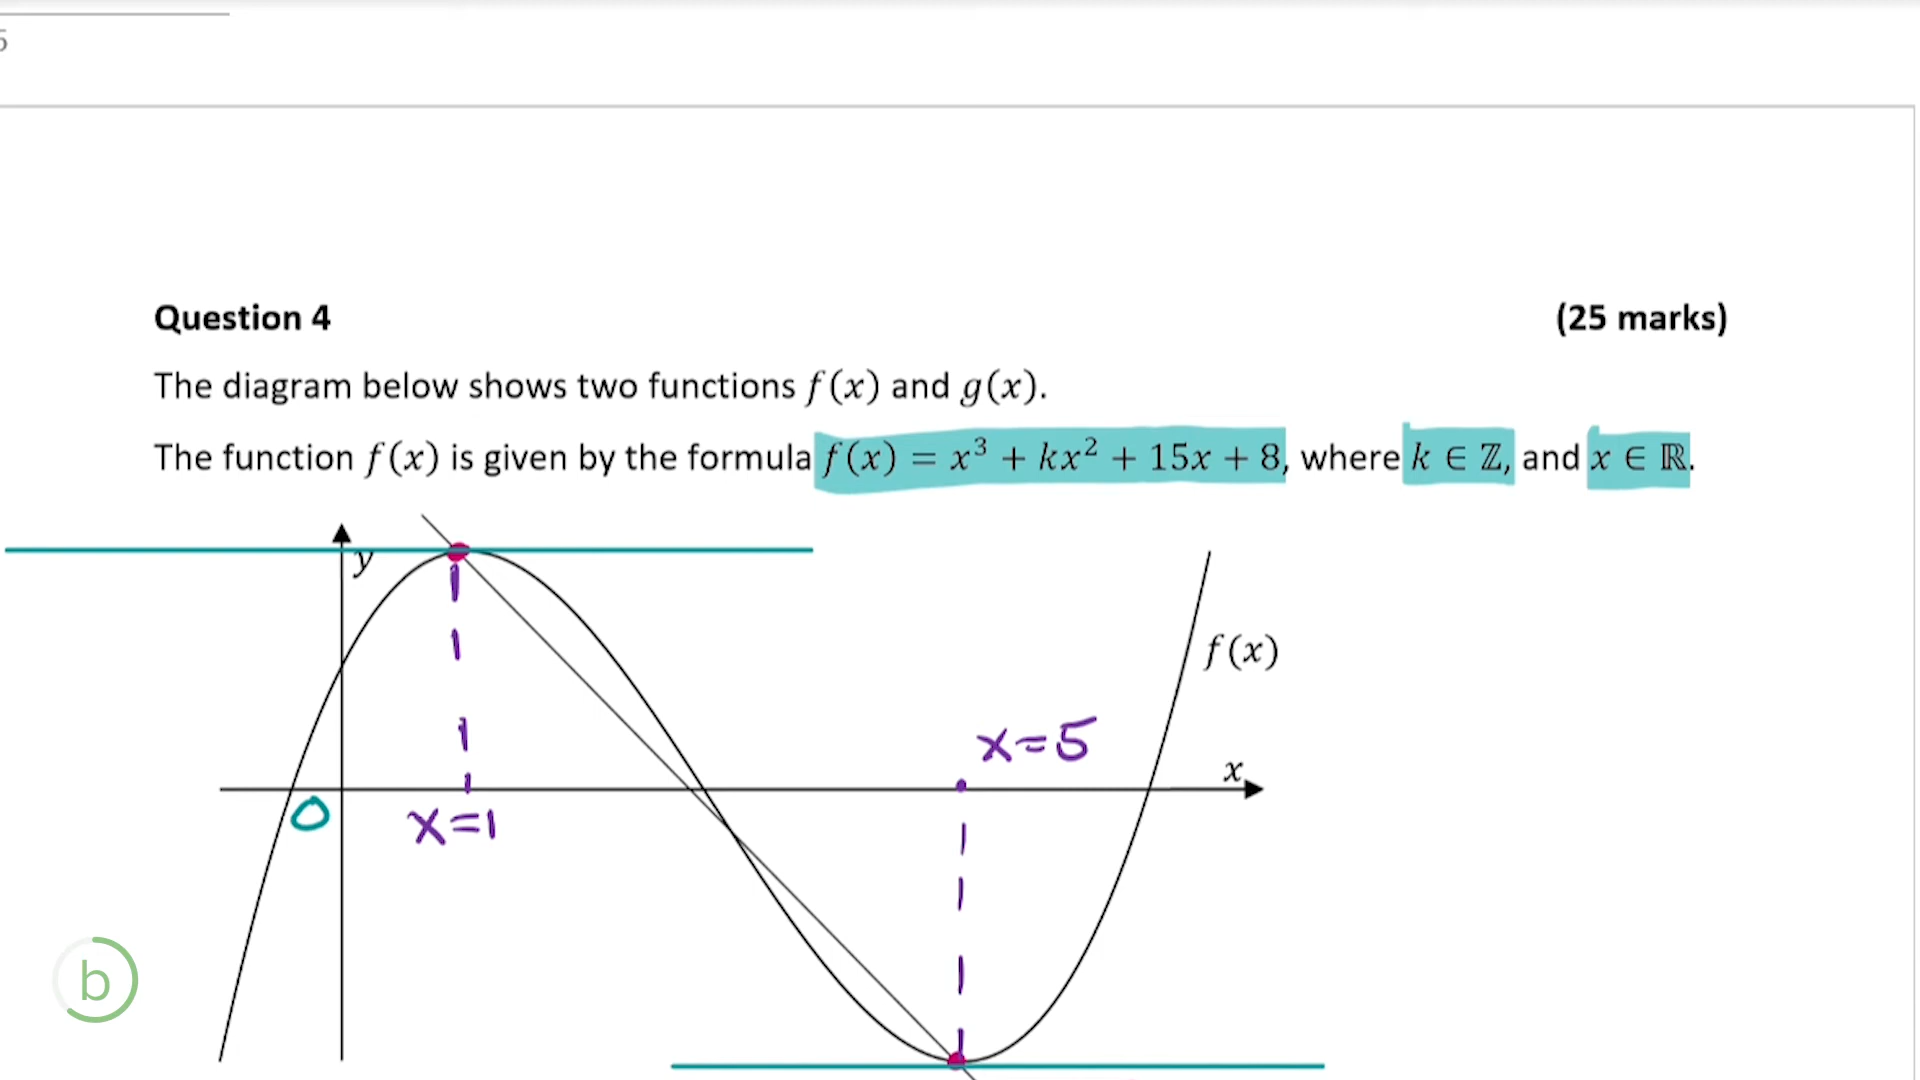 5
Question 4 (25 marks)
The diagram below shows two functions f(x) and g(x).
The function f(x) is given by the formula f(x) = x³ + kx² + 15x + 8, where k ∈ ℤ, and x ∈ ℝ.
y
f(x)
x=5
x
O
x=1
b